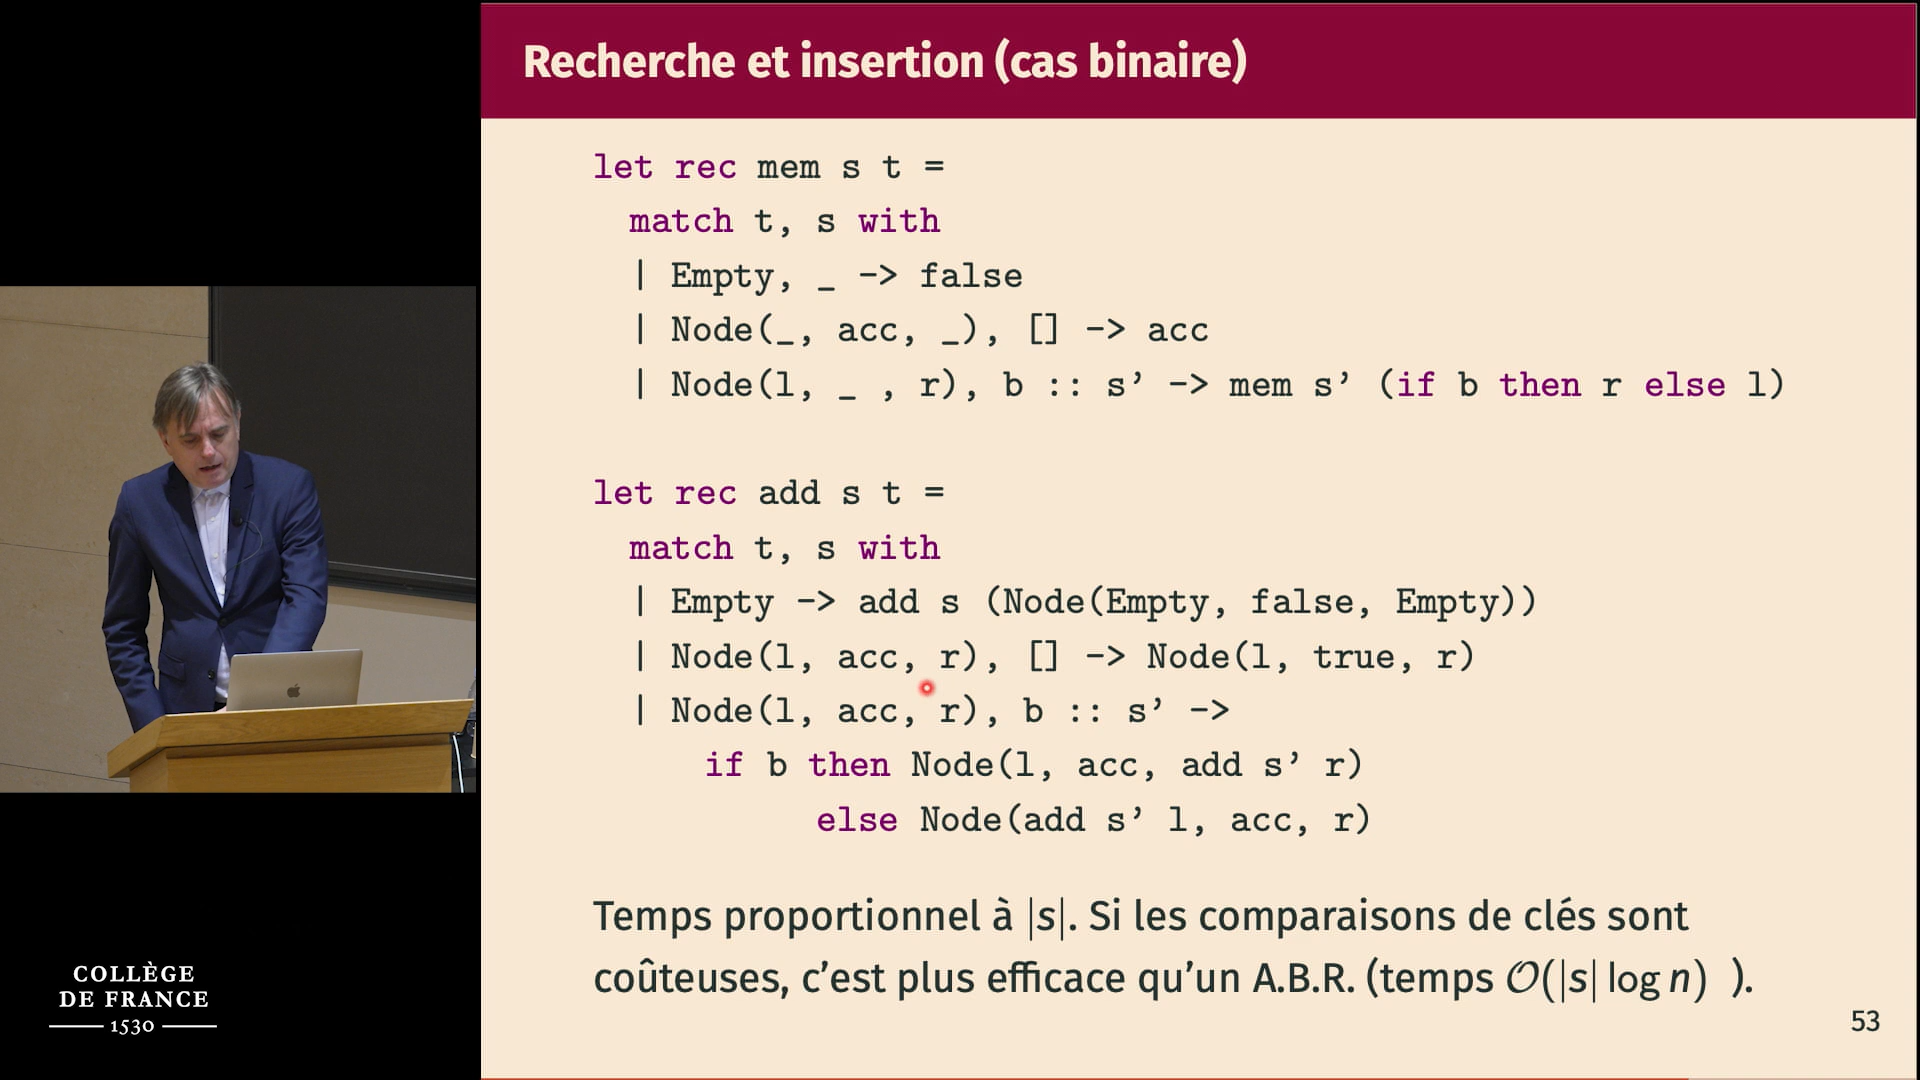 Recherche et insertion (cas binaire)
let rec mem s t =
match t, s with
| Empty, _ -> false
| Node(_, acc, _), [] -> acc
| Node(l, _ , r), b :: s’ -> mem s’ (if b then r else l)
let rec add s t =
match t, s with
| Empty -> add s (Node(Empty, false, Empty))
| Node(l, acc, r), [] -> Node(l, true, r)
| Node(l, acc, r), b :: s’ ->
if b then Node(l, acc, add s’ r)
else Node(add s’ l, acc, r)
Temps proportionnel à |s|. Si les comparaisons de clés sont
coûteuses, c’est plus efficace qu’un A.B.R. (temps O(|s| log n) ).
53
COLLÈGE
DE FRANCE
1530